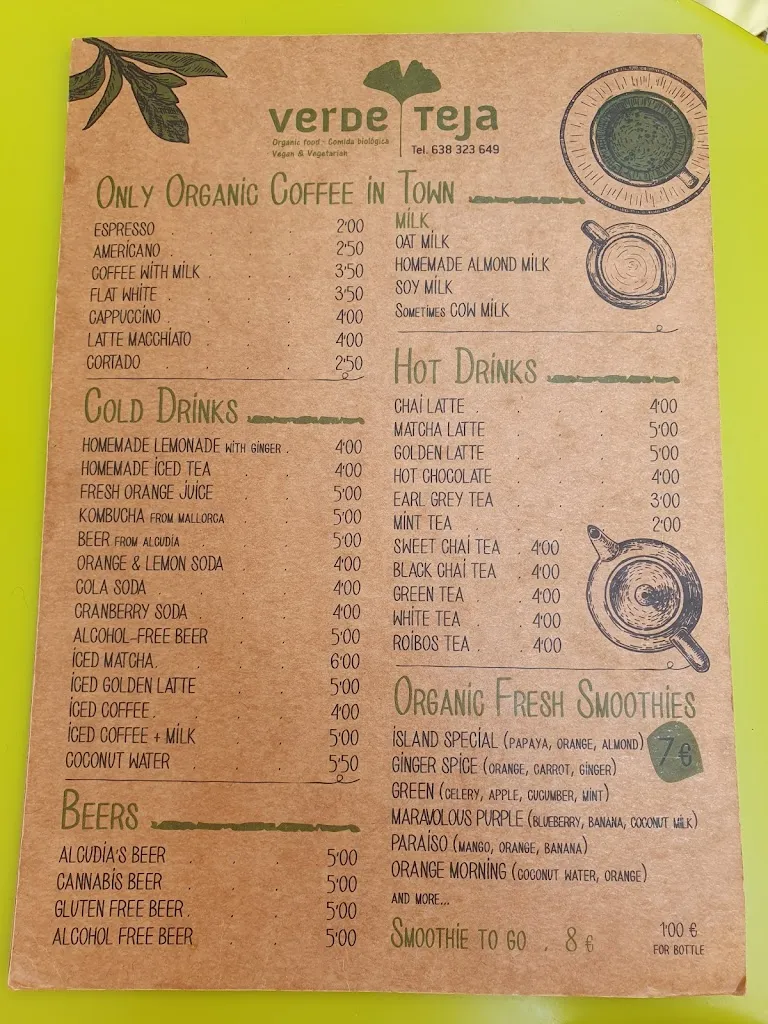 verde Teja
Organic food - Comida biológica
Vegan & Vegetarian
Tel. 638 323 649
ONLY ORGANIC COFFEE iN TOWN
ESPRESSO . . . 2'00
AMERiCANO . . . 2'50
COFFEE WiTH MiLK . . . 3'50
FLAT WHiTE . . . 3'50
CAPPUCCiNO . . . 4'00
LATTE MACCHiATO . . . 4'00
CORTADO . . . 2'50
MiLK
OAT MiLK
HOMEMADE ALMOND MiLK
SOY MiLK
SOMETiMES COW MiLK
COLD DRiNKS
HOMEMADE LEMONADE WiTH GiNGER . 4'00
HOMEMADE iCED TEA . . 4'00
FRESH ORANGE JUiCE . . 5'00
KOMBUCHA FROM MALLORCA . . 5'00
BEER FROM ALCUDiA . . 5'00
ORANGE & LEMON SODA . . 4'00
COLA SODA . . . 4'00
CRANBERRY SODA . . . 4'00
ALCOHOL-FREE BEER . . 5'00
iCED MATCHA . . . 6'00
iCED GOLDEN LATTE . . 5'00
iCED COFFEE . . . 4'00
iCED COFFEE + MiLK . . 5'00
COCONUT WATER . . . 5'50
HOT DRiNKS
CHAi LATTE . . . 4'00
MATCHA LATTE . . . 5'00
GOLDEN LATTE . . . 5'00
HOT CHOCOLATE . . . 4'00
EARL GREY TEA . . . 3'00
MiNT TEA . . . 2'00
SWEET CHAi TEA . 4'00
BLACK CHAi TEA . 4'00
GREEN TEA . . 4'00
WHiTE TEA . . 4'00
ROiBOS TEA . . 4'00
BEERS
ALCUDiA'S BEER . . . 5'00
CANNABiS BEER . . . 5'00
GLUTEN FREE BEER . . . 5'00
ALCOHOL FREE BEER . . . 5'00
ORGANiC FRESH SMOOTHiES
7 €
iSLAND SPECiAL (PAPAYA, ORANGE, ALMOND)
GiNGER SPiCE (ORANGE, CARROT, GiNGER)
GREEN (CELERY, APPLE, CUCUMBER, MiNT)
MARAVOLOUS PURPLE (BLUEBERRY, BANANA, COCONUT MiLK)
PARAiSO (MANGO, ORANGE, BANANA)
ORANGE MORNiNG (COCONUT WATER, ORANGE)
AND MORE...
SMOOTHiE TO GO . 8 €
1'00 €
FOR BOTTLE